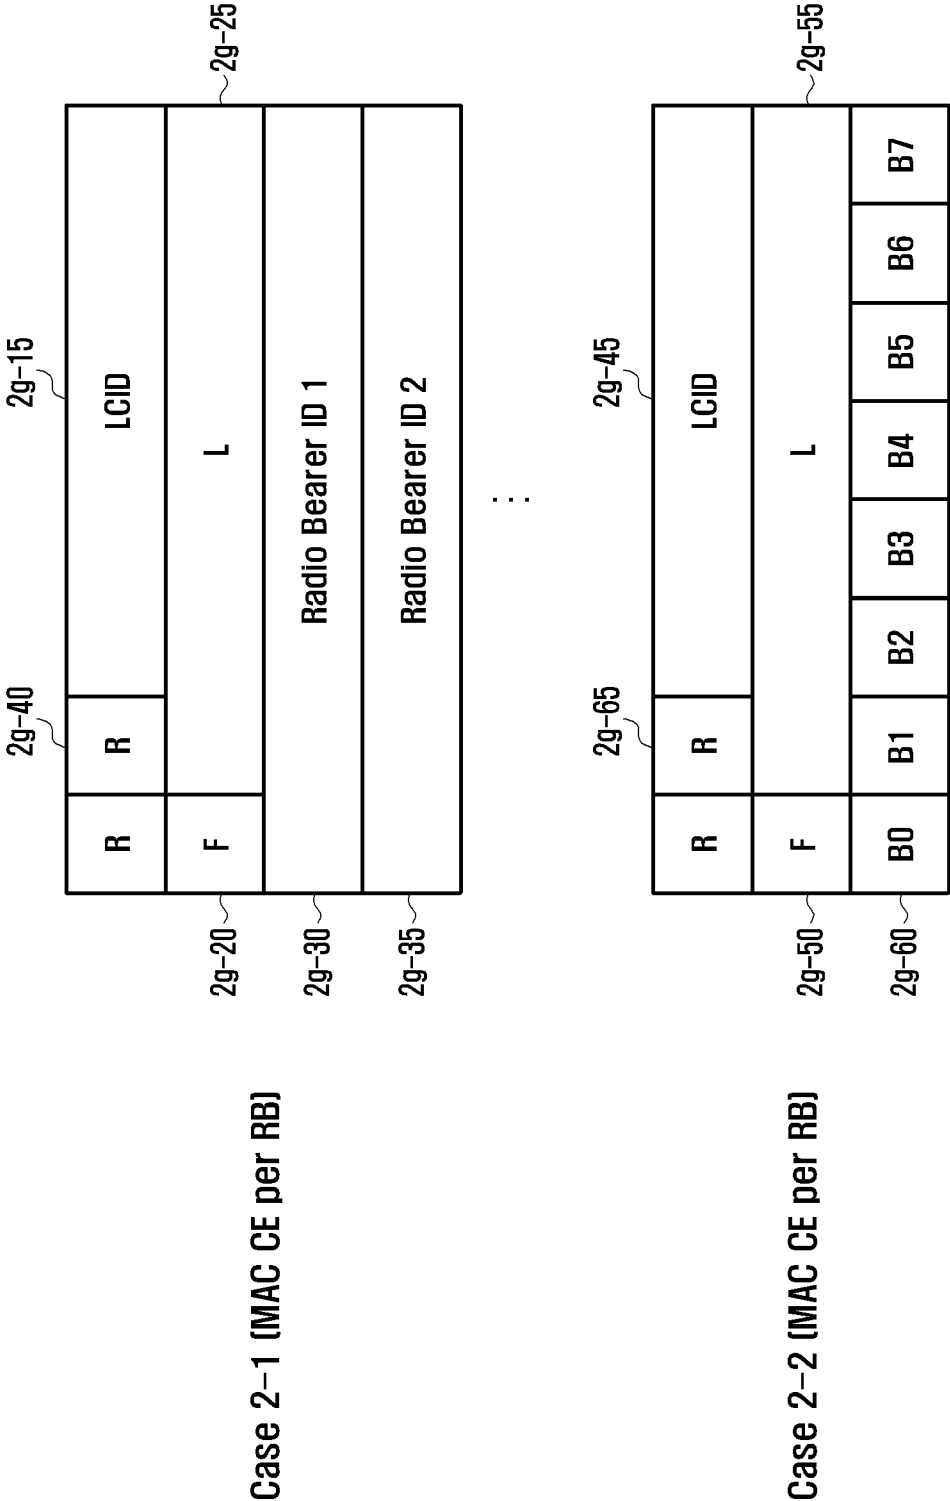 Case 2-1 (MAC CE per RB)
2g-40
2g-15
R
R
LCID
2g-20
F
L
2g-25
2g-30
Radio Bearer ID 1
2g-35
Radio Bearer ID 2
...
Case 2-2 (MAC CE per RB)
2g-65
2g-45
R
R
LCID
2g-50
F
L
2g-55
2g-60
B0
B1
B2
B3
B4
B5
B6
B7